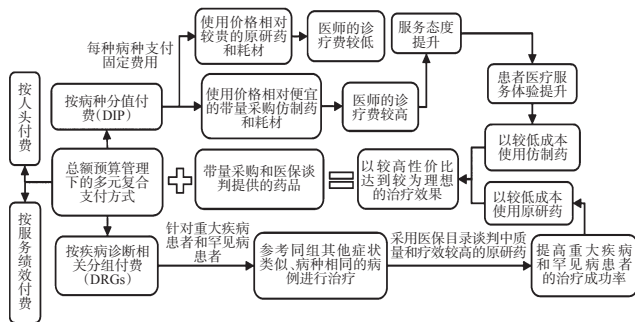 每种病种支付
固定费用
使用价格相对
较贵的原研药
和耗材
医师的诊
疗费较低
服务态度
提升
患者医疗服
务体验提升
按人头付费
按病种分值付
费(DIP)
使用价格相对便宜
的带量采购仿制药
和耗材
医师的诊
疗费较高
以较低成本
使用仿制药
总额预算管理
下的多元复合
支付方式
带量采购和医保谈
判提供的药品
以较高性价比
达到较为理想
的治疗效果
以较低成本
使用原研药
按服务绩效付费
按疾病诊断相
关分组付费
(DRGs)
针对重大疾病
患者和罕见病
患者
参考同组其他症状
类似、病种相同的病
例进行治疗
采用医保目录谈判中质
量和疗效较高的原研药
提高重大疾病
和罕见病患者
的治疗成功率